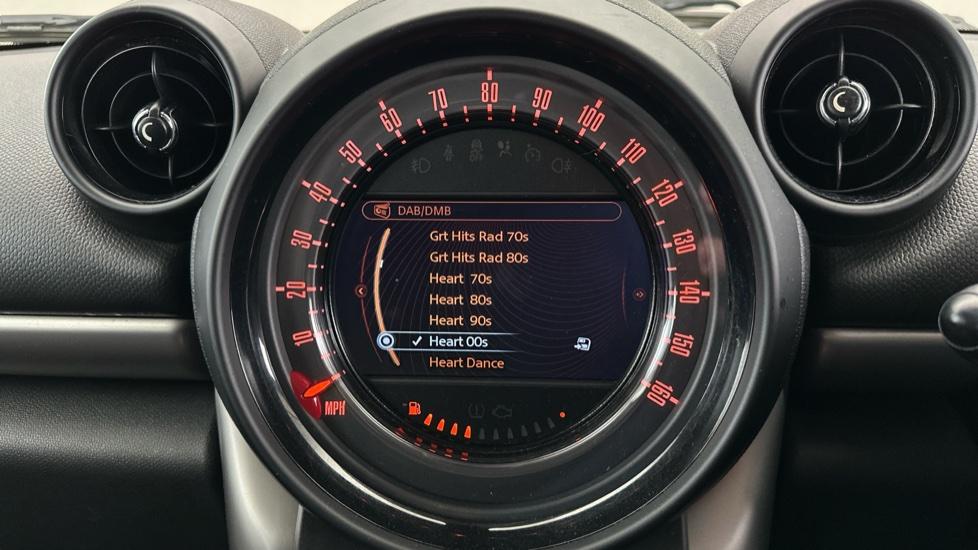 10
20
30
40
50
60
70
80
90
100
110
120
130
140
150
160
MPH
DAB/DMB
Grt Hits Rad 70s
Grt Hits Rad 80s
Heart 70s
Heart 80s
Heart 90s
Heart 00s
Heart Dance